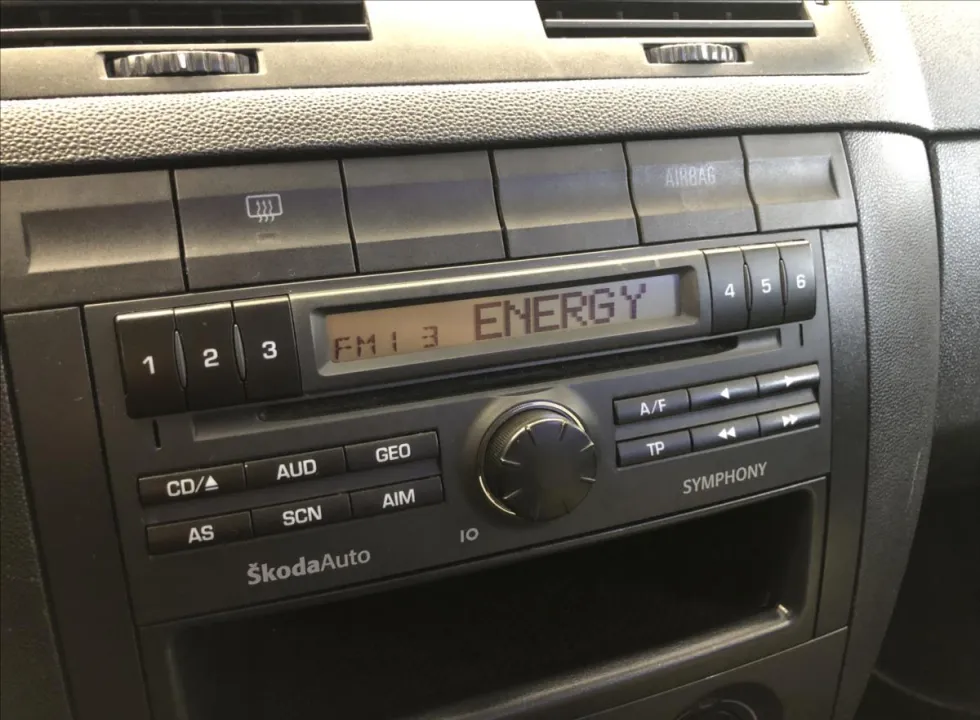 AIRBAG
1 2 3
FM1 3 ENERGY
4 5 6
CD/ AUD GEO
AS SCN AIM
A/F
TP
IO
SYMPHONY
ŠkodaAuto